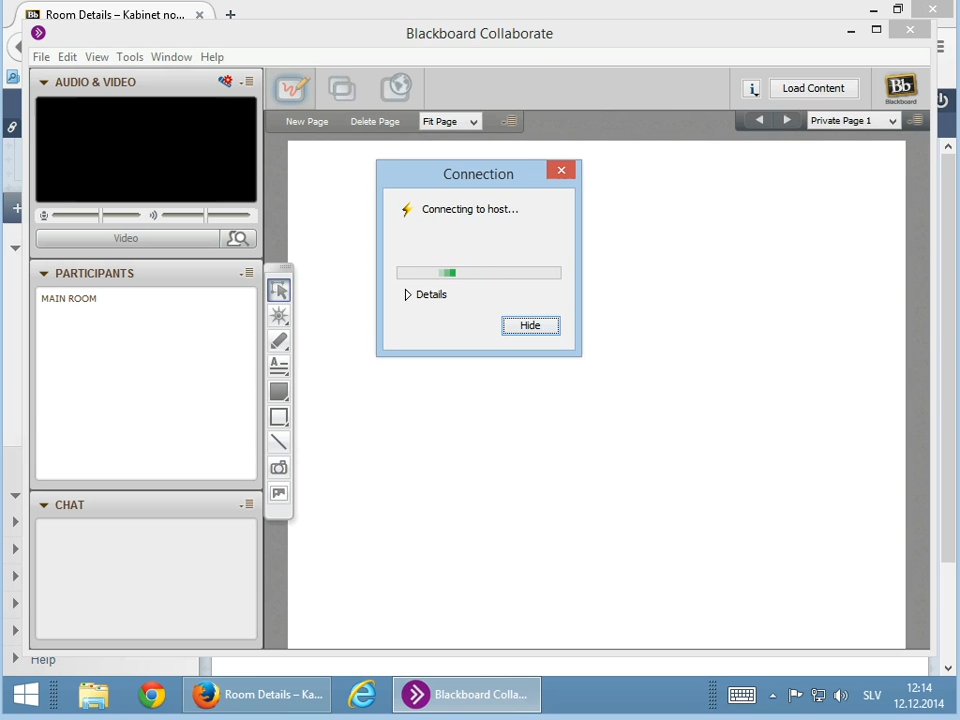 Bb Room Details – Kabinet no...
Blackboard Collaborate
File Edit View Tools Window Help
AUDIO & VIDEO
i
Load Content
Bb
Blackboard
New Page Delete Page Fit Page
Private Page 1
Connection
Connecting to host...
Video
Details
PARTICIPANTS
MAIN ROOM
Hide
CHAT
Help
Room Details – Ka...
Blackboard Colla...
SLV
12:14
12.12.2014